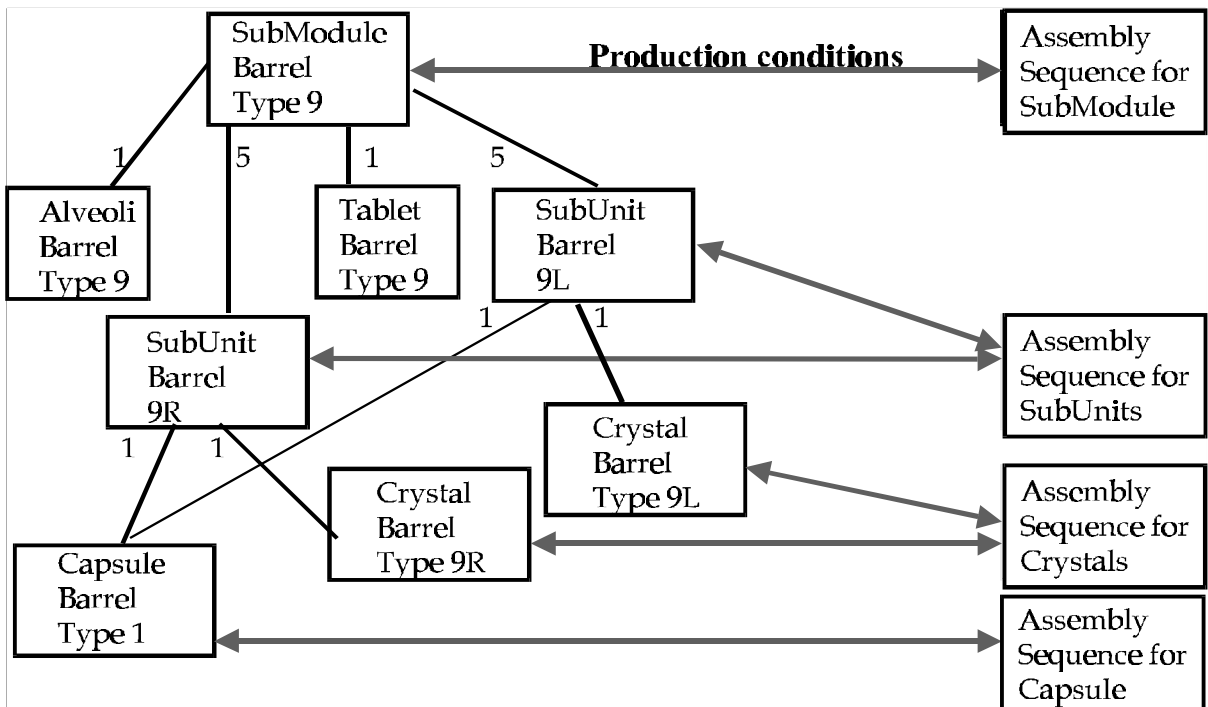 SubModule
Barrel
Type 9
Production conditions
Assembly
Sequence for
SubModule
1
5
1
5
Alveoli
Barrel
Type 9
Tablet
Barrel
Type 9
SubUnit
Barrel
9L
1
1
SubUnit
Barrel
9R
Assembly
Sequence for
SubUnits
1
1
Crystal
Barrel
Type 9L
Crystal
Barrel
Type 9R
Assembly
Sequence for
Crystals
Capsule
Barrel
Type 1
Assembly
Sequence for
Capsule